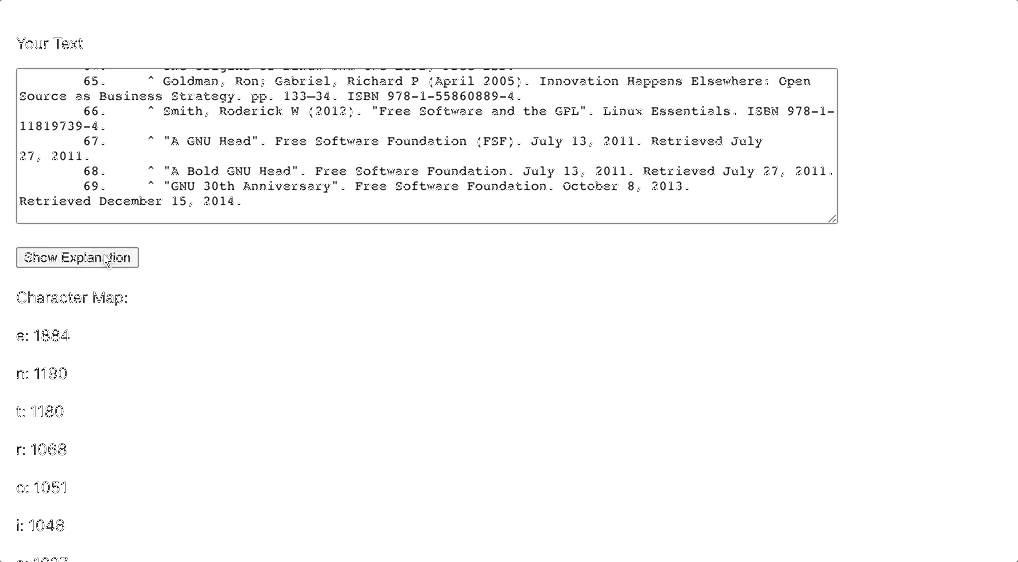 Your Text
65. ^ Goldman, Ron; Gabriel, Richard P (April 2005). Innovation Happens Elsewhere: Open
Source as Business Strategy. pp. 133–34. ISBN 978-1-55860889-4.
66. ^ Smith, Roderick W (2012). "Free Software and the GPL". Linux Essentials. ISBN 978-1-
11819739-4.
67. ^ "A GNU Head". Free Software Foundation (FSF). July 13, 2011. Retrieved July
27, 2011.
68. ^ "A Bold GNU Head". Free Software Foundation. July 13, 2011. Retrieved July 27, 2011.
69. ^ "GNU 30th Anniversary". Free Software Foundation. October 8, 2013.
Retrieved December 15, 2014.
Show Explanation
Character Map:
e: 1884
n: 1190
t: 1180
r: 1068
o: 1051
i: 1048